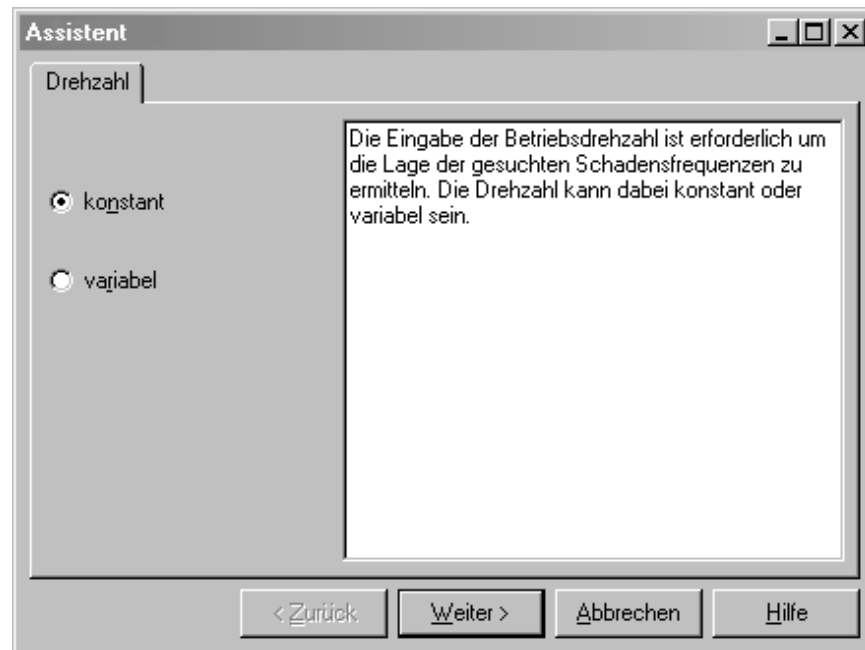 Assistent
Drehzahl
Die Eingabe der Betriebsdrehzahl ist erforderlich um
die Lage der gesuchten Schadensfrequenzen zu
ermitteln. Die Drehzahl kann dabei konstant oder
variabel sein.
konstant
variabel
< Zurück
Weiter >
Abbrechen
Hilfe